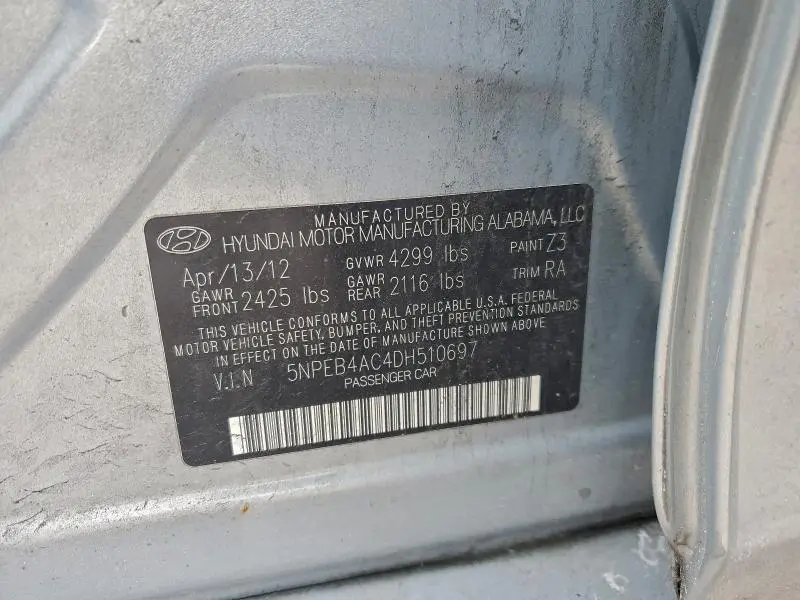 MANUFACTURED BY
HYUNDAI MOTOR MANUFACTURING ALABAMA, LLC
Apr/13/12 GVWR 4299 lbs PAINT Z3
GAWR FRONT 2425 lbs GAWR REAR 2116 lbs TRIM RA
THIS VEHICLE CONFORMS TO ALL APPLICABLE U.S.A. FEDERAL
MOTOR VEHICLE SAFETY, BUMPER, AND THEFT PREVENTION STANDARDS
IN EFFECT ON THE DATE OF MANUFACTURE SHOWN ABOVE
V.I.N 5NPEB4AC4DH510697
PASSENGER CAR